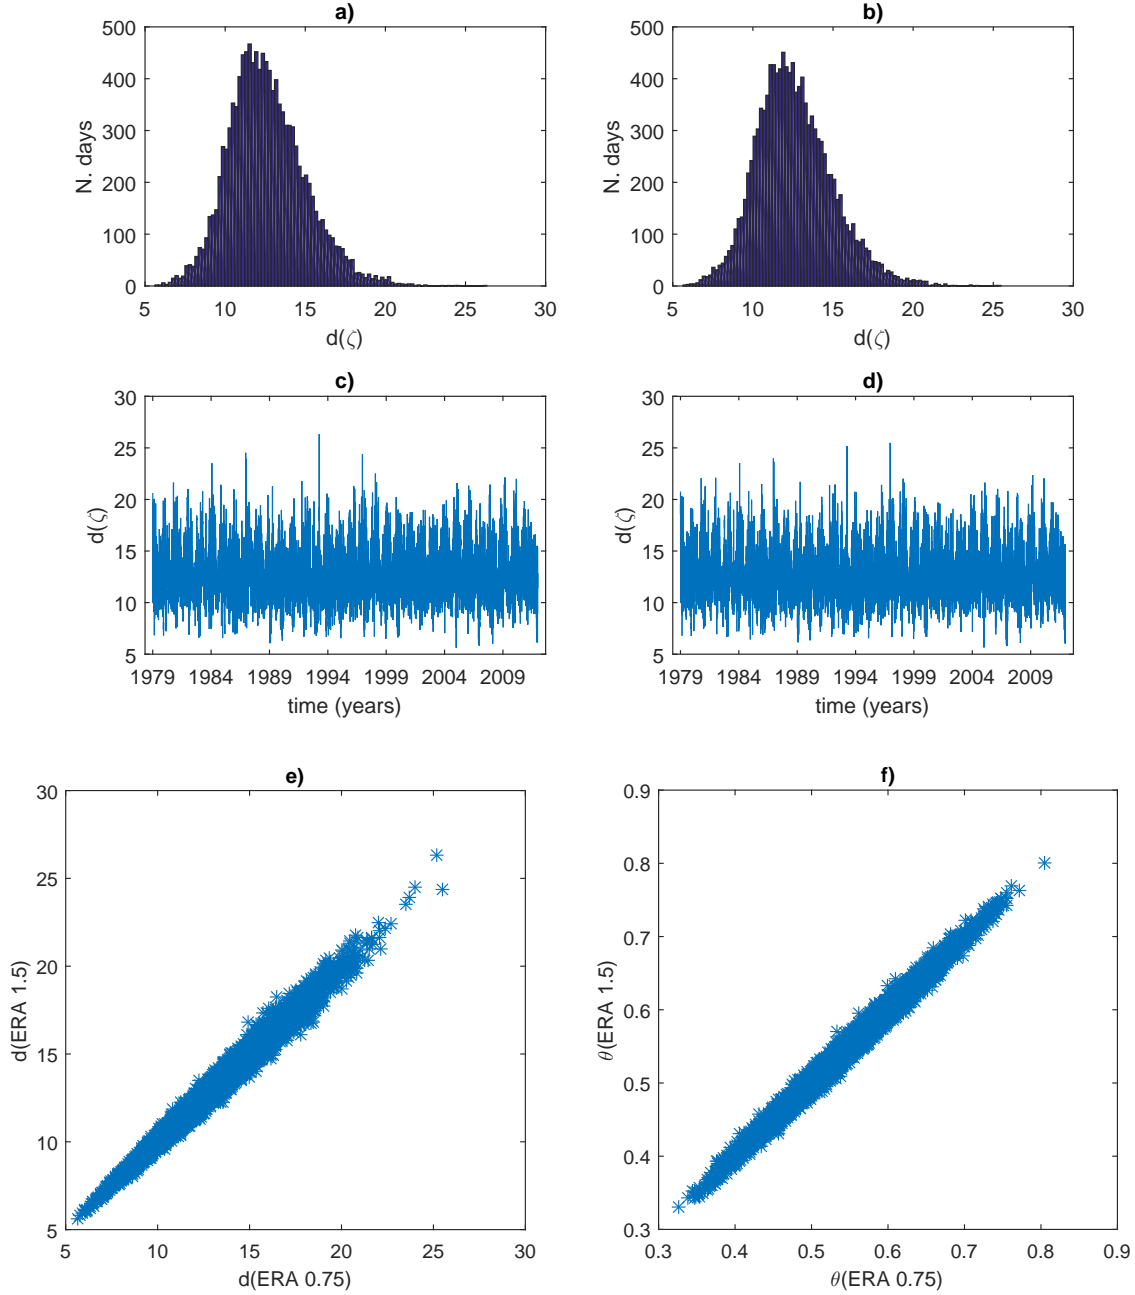 a)
500
400
300
200
100
0
N. days
5 10 15 20 25 30
d(ζ)
b)
500
400
300
200
100
0
N. days
5 10 15 20 25 30
d(ζ)
c)
30
25
20
15
10
5
d(ζ)
1979 1984 1989 1994 1999 2004 2009
time (years)
d)
30
25
20
15
10
5
d(ζ)
1979 1984 1989 1994 1999 2004 2009
time (years)
e)
30
25
20
15
10
5
d(ERA 1.5)
5 10 15 20 25 30
d(ERA 0.75)
f)
0.9
0.8
0.7
0.6
0.5
0.4
0.3
θ(ERA 1.5)
0.3 0.4 0.5 0.6 0.7 0.8 0.9
θ(ERA 0.75)